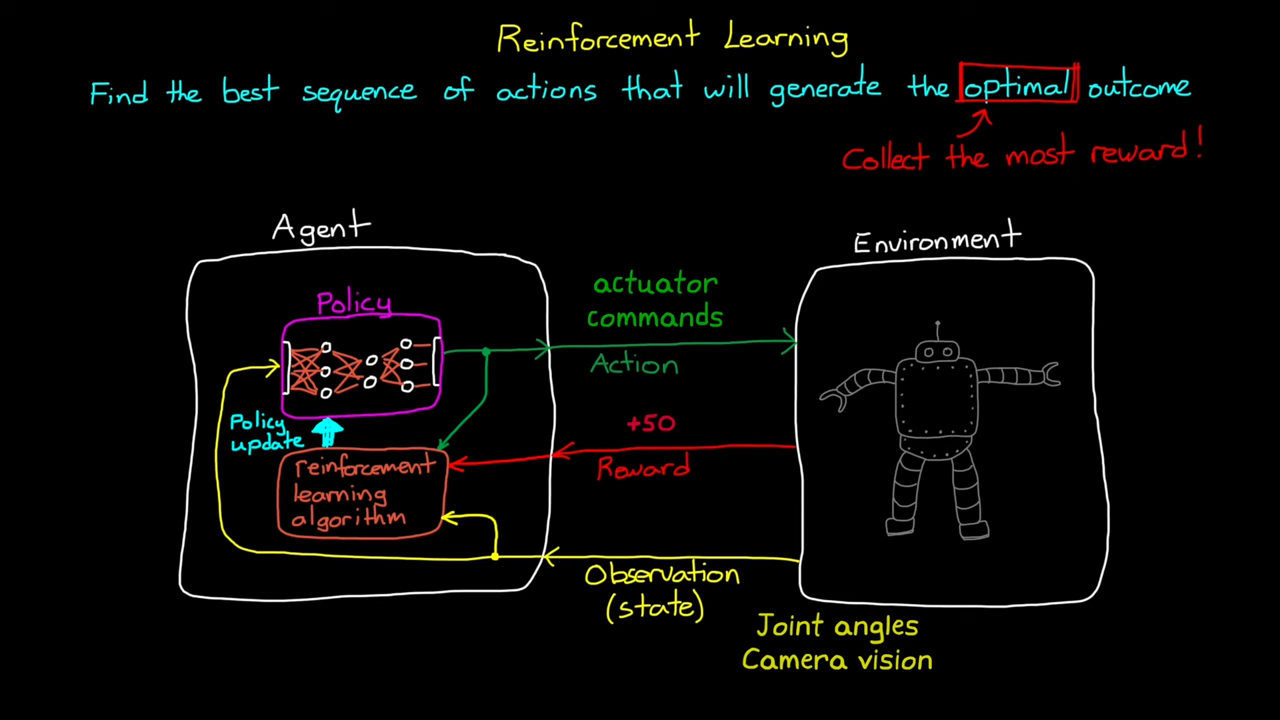 Reinforcement Learning
Find the best sequence of actions that will generate the optimal outcome
Collect the most reward!
Agent
Environment
Policy
actuator
commands
Action
Policy
update
+50
Reward
reinforcement
learning
algorithm
Observation
(state)
Joint angles
Camera vision